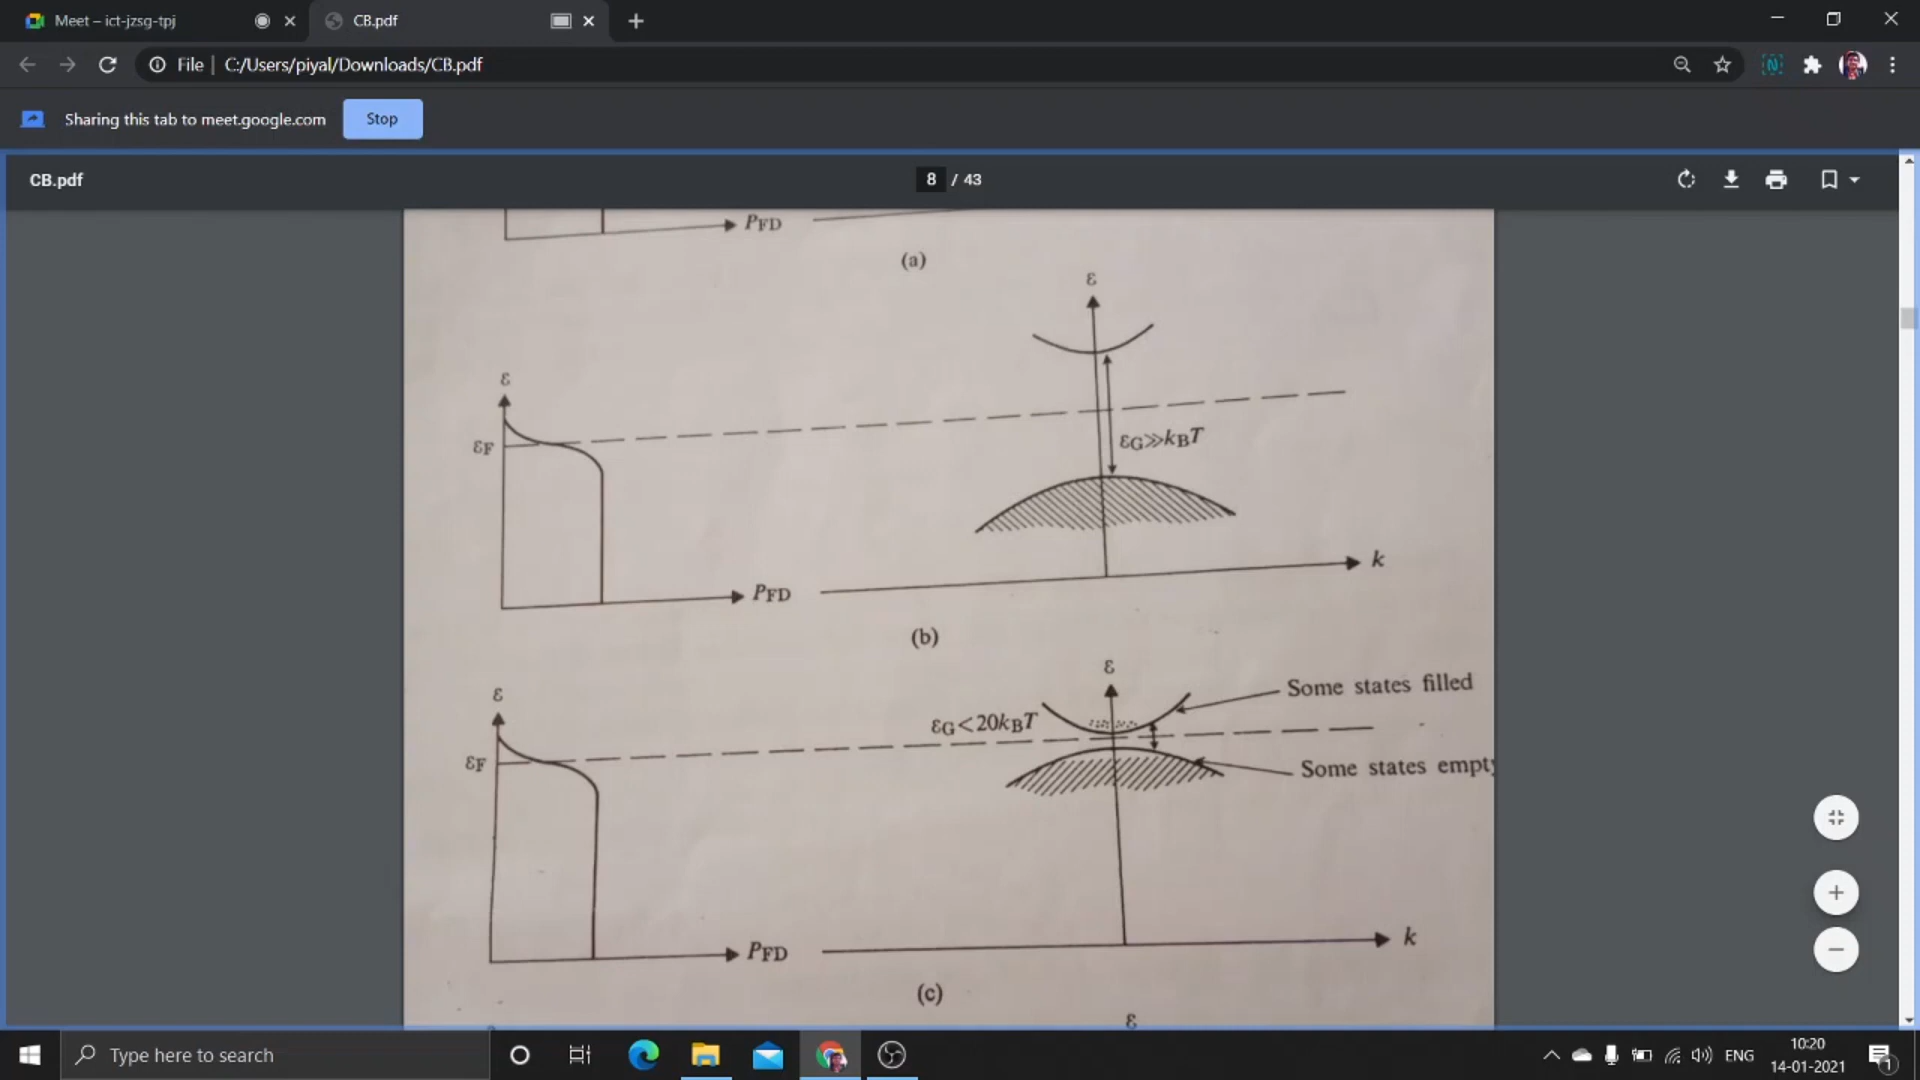 Meet – ict-jzsg-tpj
CB.pdf
File
C:/Users/piyal/Downloads/CB.pdf
Sharing this tab to meet.google.com
Stop
CB.pdf
8 / 43
PFD
(a)
ε
ε
εF
εG≫kBT
k
PFD
(b)
ε
ε
Some states filled
εG<20kBT
εF
Some states empty
k
PFD
(c)
ε
Type here to search
ENG
10:20
14-01-2021
1